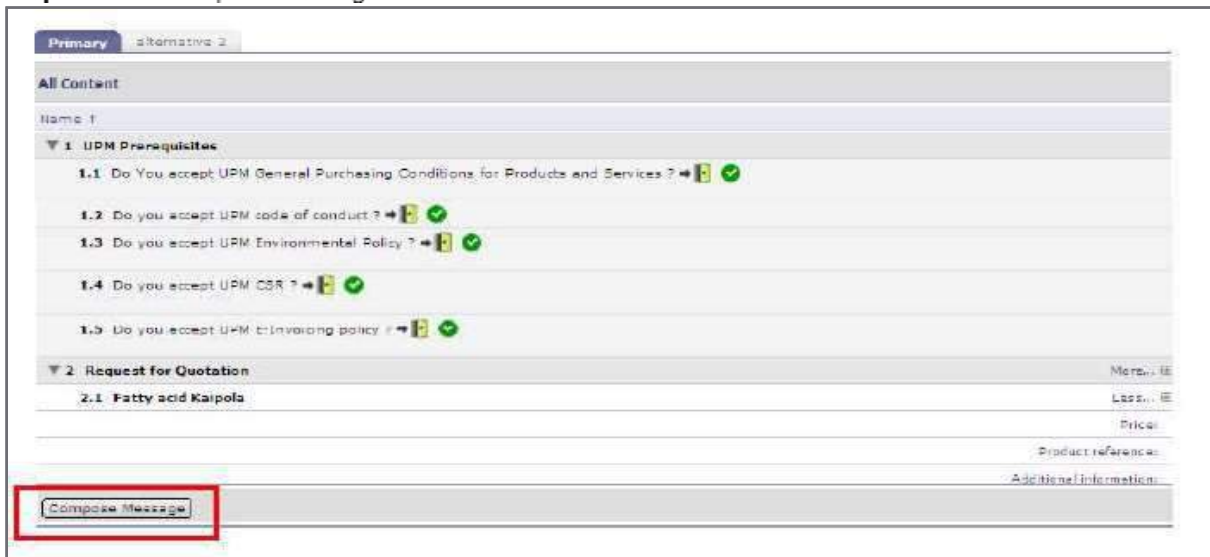 Primary alternative 2
All Content
Name ↑
▼ 1 UPM Prerequisites
1.1 Do You accept UPM General Purchasing Conditions for Products and Services ?
1.2 Do you accept UPM code of conduct ?
1.3 Do you accept UPM Environmental Policy ?
1.4 Do you accept UPM CSR ?
1.5 Do you accept UPM E-Invoicing policy ?
▼ 2 Request for Quotation More...
2.1 Fatty acid Kaipola Less...
Price:
Product reference:
Additional information:
Compose Message